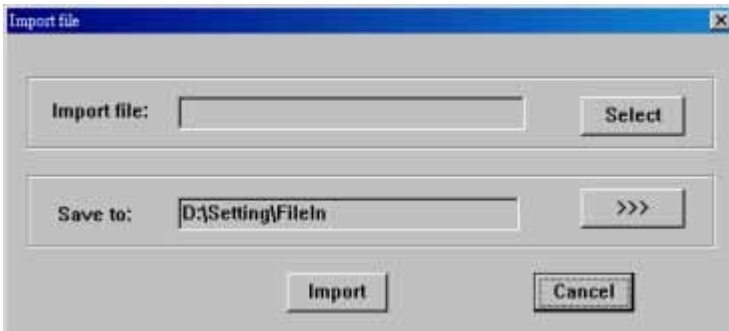 Import file
Import file:
Select
Save to:
D:\Setting\FileIn
>>>
Import
Cancel